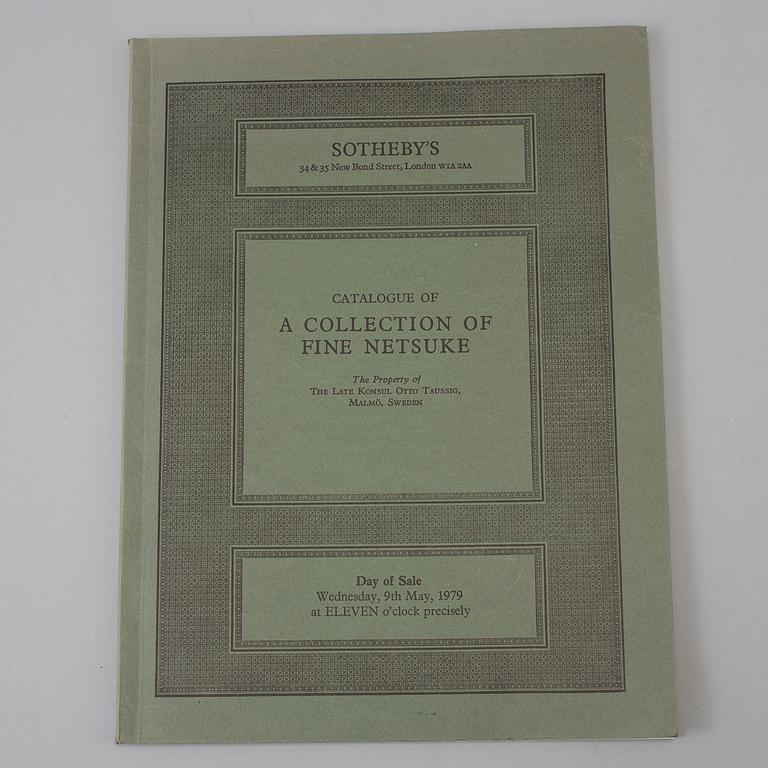 SOTHEBY'S
34 & 35 New Bond Street, London W1A 2AA
CATALOGUE OF
A COLLECTION OF
FINE NETSUKE
The Property of
THE LATE KONSUL OTTO TAUSSIG,
MALMÖ, SWEDEN
Day of Sale
Wednesday, 9th May, 1979
at ELEVEN o'clock precisely